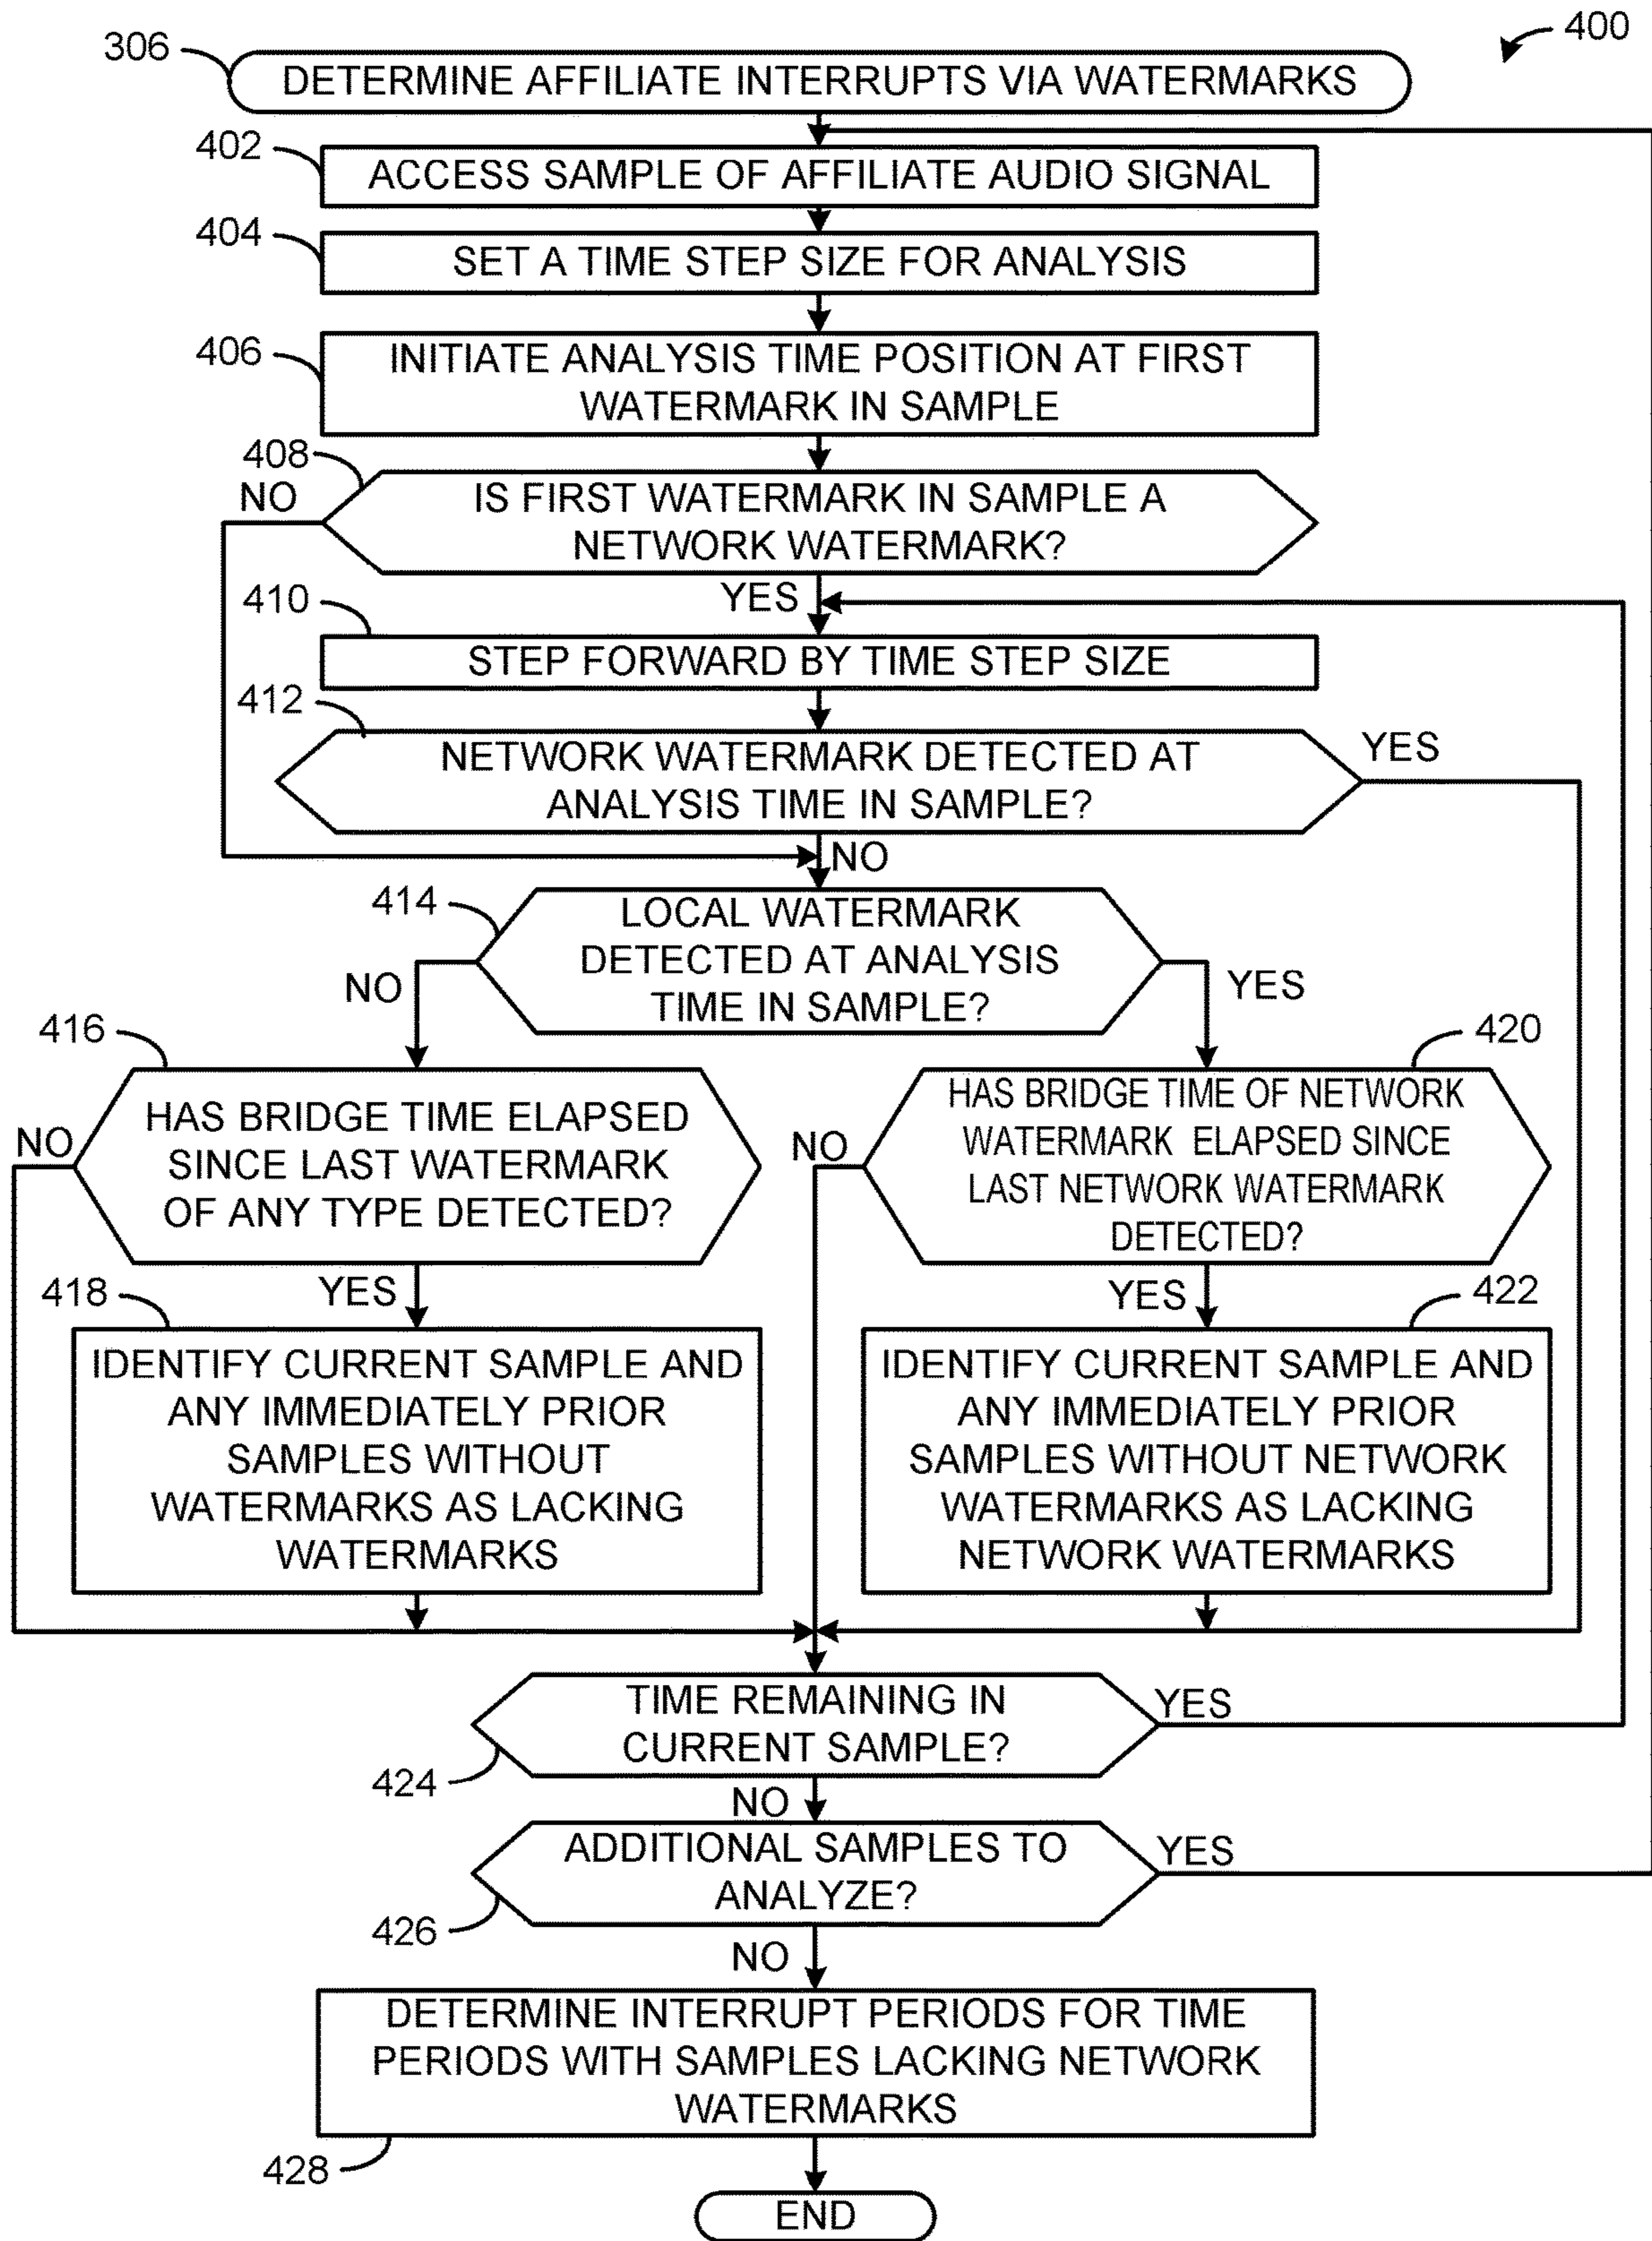 400
306
DETERMINE AFFILIATE INTERRUPTS VIA WATERMARKS
402
ACCESS SAMPLE OF AFFILIATE AUDIO SIGNAL
404
SET A TIME STEP SIZE FOR ANALYSIS
406
INITIATE ANALYSIS TIME POSITION AT FIRST
WATERMARK IN SAMPLE
408
NO
IS FIRST WATERMARK IN SAMPLE A
NETWORK WATERMARK?
YES
410
STEP FORWARD BY TIME STEP SIZE
412
NETWORK WATERMARK DETECTED AT
ANALYSIS TIME IN SAMPLE?
YES
NO
414
LOCAL WATERMARK
DETECTED AT ANALYSIS
TIME IN SAMPLE?
NO
YES
416
HAS BRIDGE TIME ELAPSED
SINCE LAST WATERMARK
OF ANY TYPE DETECTED?
NO
YES
420
HAS BRIDGE TIME OF NETWORK
WATERMARK ELAPSED SINCE
LAST NETWORK WATERMARK
DETECTED?
NO
YES
418
IDENTIFY CURRENT SAMPLE AND
ANY IMMEDIATELY PRIOR
SAMPLES WITHOUT
WATERMARKS AS LACKING
WATERMARKS
422
IDENTIFY CURRENT SAMPLE AND
ANY IMMEDIATELY PRIOR
SAMPLES WITHOUT NETWORK
WATERMARKS AS LACKING
NETWORK WATERMARKS
TIME REMAINING IN
CURRENT SAMPLE?
YES
424
NO
ADDITIONAL SAMPLES TO
ANALYZE?
YES
426
NO
DETERMINE INTERRUPT PERIODS FOR TIME
PERIODS WITH SAMPLES LACKING NETWORK
WATERMARKS
428
END